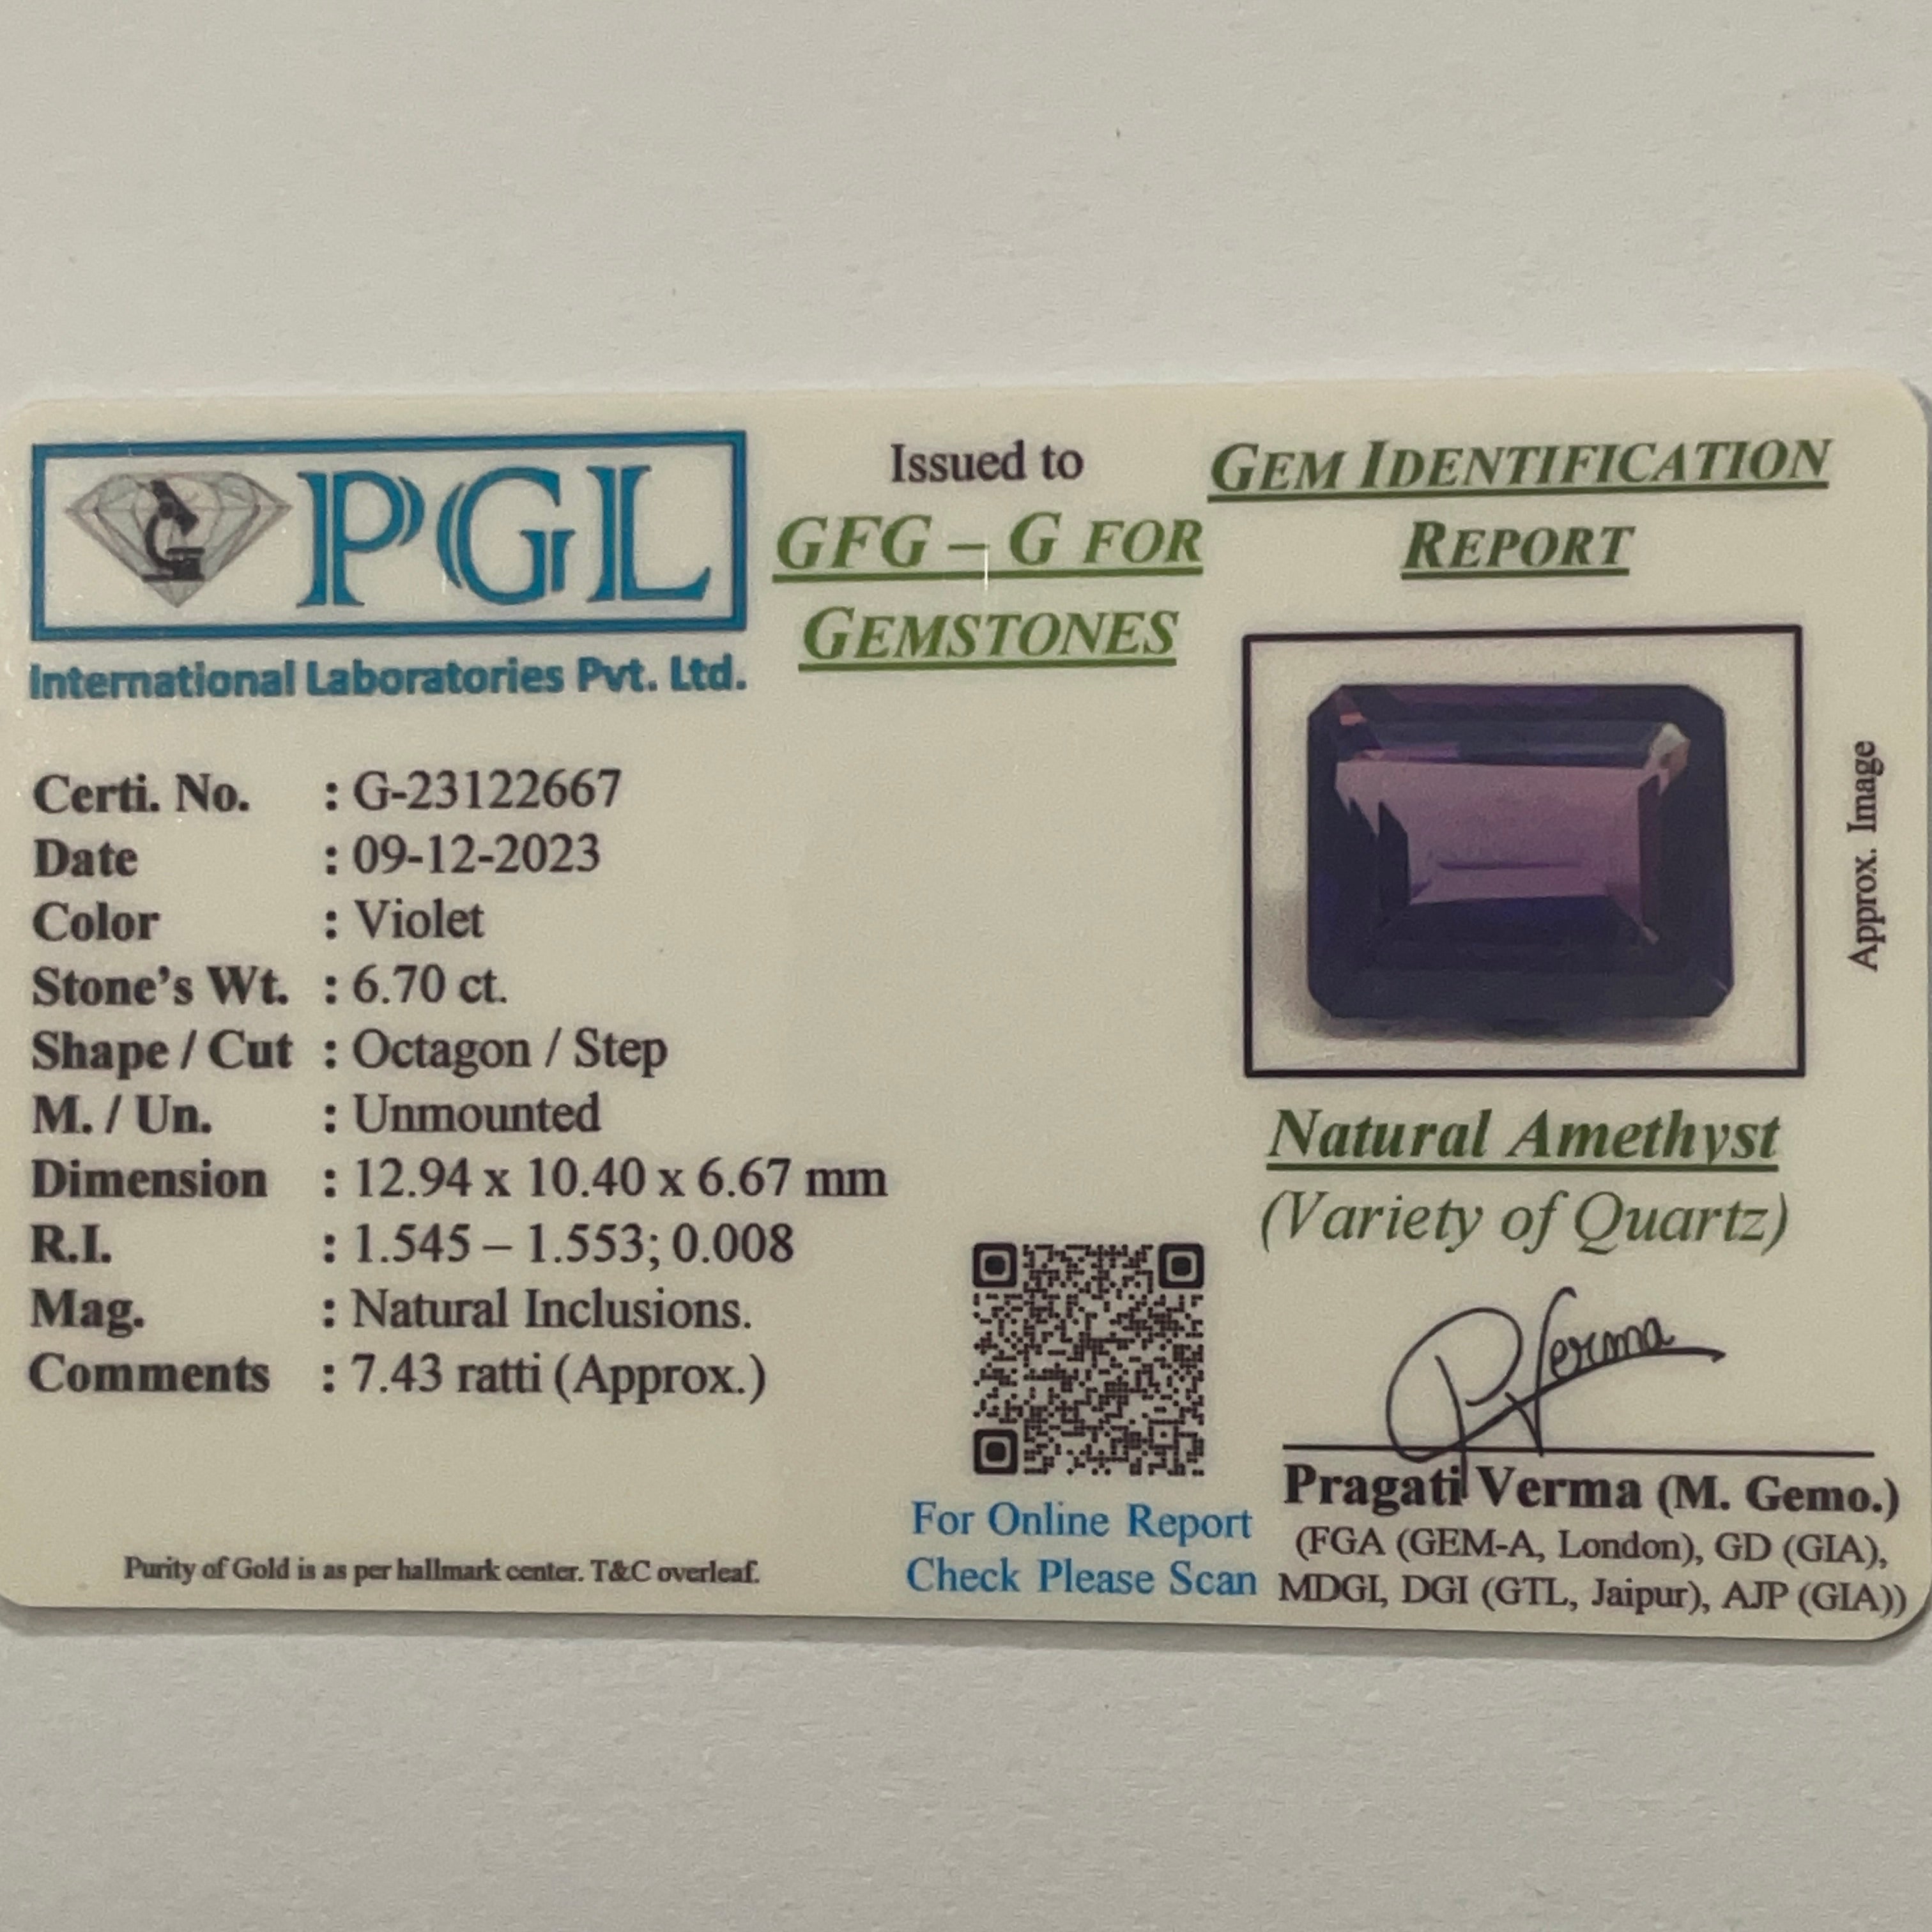 PGL
International Laboratories Pvt. Ltd.
Issued to
GFG – G FOR
GEMSTONES
GEM IDENTIFICATION
REPORT
Certi. No. : G-23122667
Date : 09-12-2023
Color : Violet
Stone's Wt. : 6.70 ct.
Shape / Cut : Octagon / Step
M. / Un. : Unmounted
Dimension : 12.94 x 10.40 x 6.67 mm
R.I. : 1.545 – 1.553; 0.008
Mag. : Natural Inclusions.
Comments : 7.43 ratti (Approx.)
Purity of Gold is as per hallmark center. T&C overleaf.
For Online Report
Check Please Scan
Approx. Image
Natural Amethyst
(Variety of Quartz)
PVerma
Pragati Verma (M. Gemo.)
(FGA (GEM-A, London), GD (GIA),
MDGI, DGI (GTL, Jaipur), AJP (GIA))